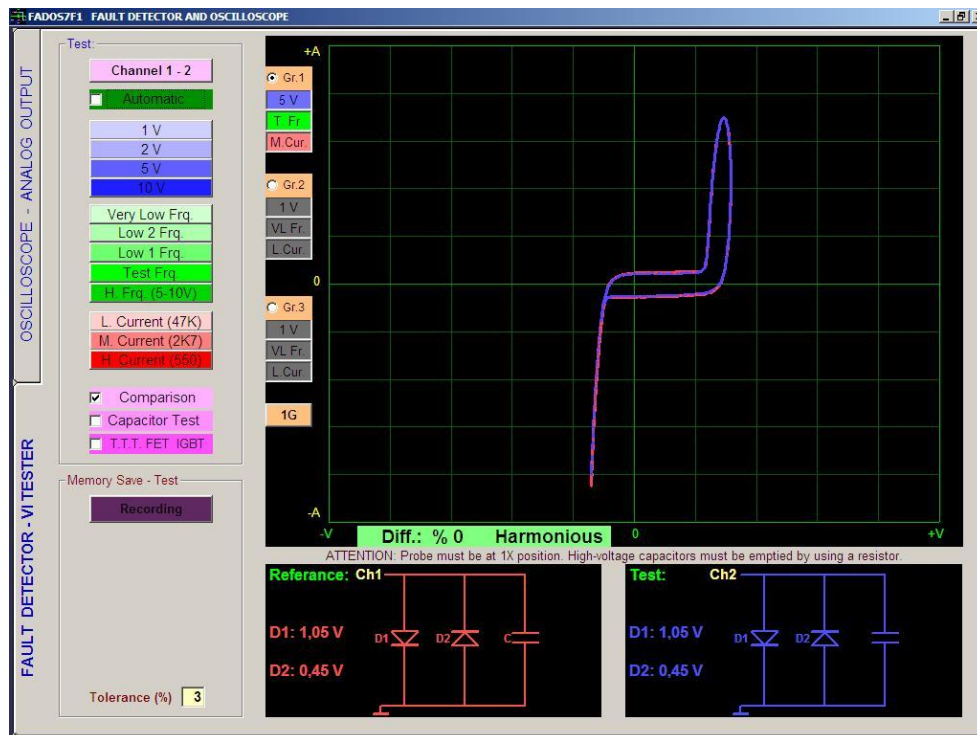 FADOS7F1 FAULT DETECTOR AND OSCILLOSCOPE
OSCILLOSCOPE - ANALOG OUTPUT
FAULT DETECTOR - VI TESTER
Test:
Channel 1 - 2
Automatic
1 V
2 V
5 V
10 V
Very Low Frq.
Low 2 Frq.
Low 1 Frq.
Test Frq.
H. Frq. (5-10V)
L. Current (47K)
M. Current (2K7)
H. Current (550)
Comparison
Capacitor Test
T.T.T. FET IGBT
Memory Save - Test
Recording
Tolerance (%) 3
Gr.1
5 V
T. Fr.
M.Cur.
Gr.2
1 V
VL Fr.
L.Cur.
Gr.3
1 V
VL Fr.
L.Cur.
1G
+A
0
-A
-V
Diff.: % 0 Harmonious
0
+V
ATTENTION: Probe must be at 1X position. High-voltage capacitors must be emptied by using a resistor.
Referance: Ch1
D1: 1,05 V
D1
D2
C
D2: 0,45 V
Test: Ch2
D1: 1,05 V
D1
D2
D2: 0,45 V